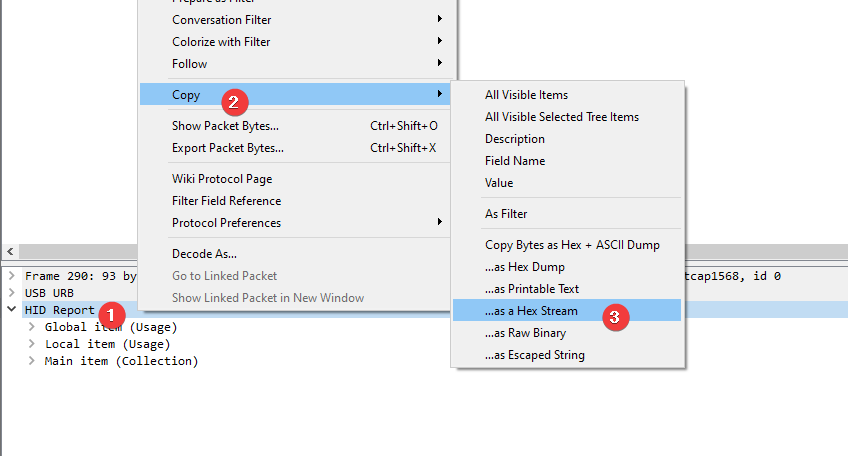 Prepare as Filter
Conversation Filter
Colorize with Filter
Follow
Copy
2
Show Packet Bytes... Ctrl+Shift+O
Export Packet Bytes... Ctrl+Shift+X
Wiki Protocol Page
Filter Field Reference
Protocol Preferences
Decode As...
Go to Linked Packet
Show Linked Packet in New Window
All Visible Items
All Visible Selected Tree Items
Description
Field Name
Value
As Filter
Copy Bytes as Hex + ASCII Dump
...as Hex Dump
...as Printable Text
...as a Hex Stream
3
...as Raw Binary
...as Escaped String
Frame 290: 93 by tcap1568, id 0
USB URB
HID Report
1
Global item (Usage)
Local item (Usage)
Main item (Collection)